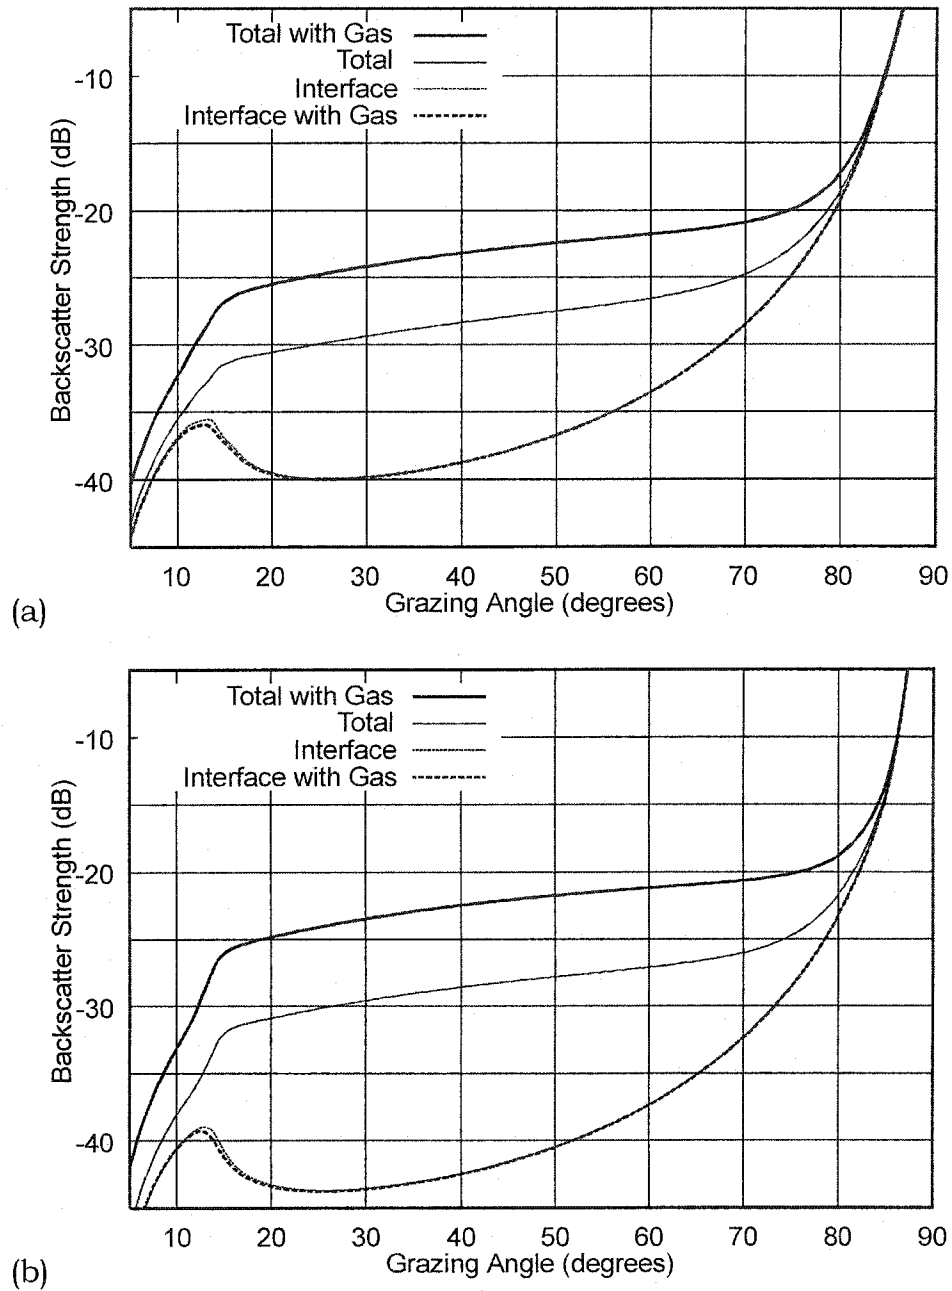 Total with Gas
Total
Interface
Interface with Gas
Backscatter Strength (dB)
-10
-20
-30
-40
10 20 30 40 50 60 70 80 90
Grazing Angle (degrees)
(a)
Total with Gas
Total
Interface
Interface with Gas
Backscatter Strength (dB)
-10
-20
-30
-40
10 20 30 40 50 60 70 80 90
Grazing Angle (degrees)
(b)